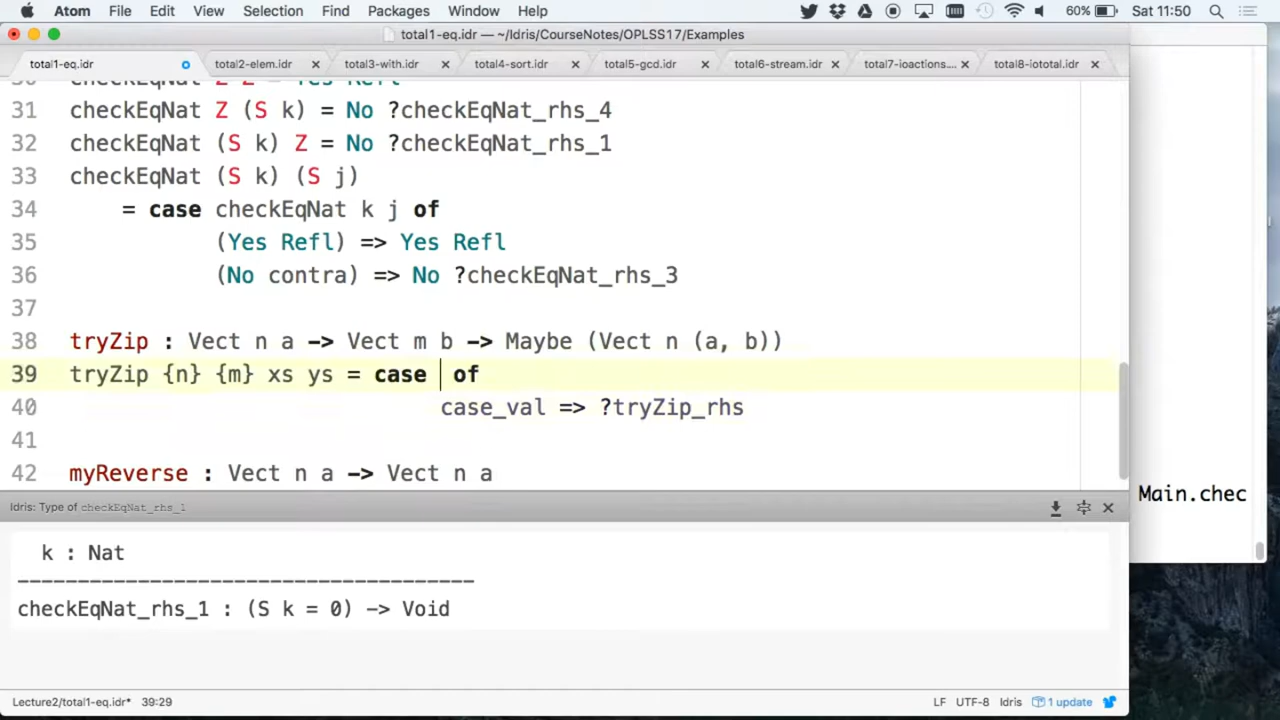 Atom File Edit View Selection Find Packages Window Help 60% Sat 11:50
total1-eq.idr — ~/Idris/CourseNotes/OPLSS17/Examples
total1-eq.idr total2-elem.idr total3-with.idr total4-sort.idr total5-gcd.idr total6-stream.idr total7-ioactions.... total8-iototal.idr
31 checkEqNat Z (S k) = No ?checkEqNat_rhs_4
32 checkEqNat (S k) Z = No ?checkEqNat_rhs_1
33 checkEqNat (S k) (S j)
34 = case checkEqNat k j of
35 (Yes Refl) => Yes Refl
36 (No contra) => No ?checkEqNat_rhs_3
37
38 tryZip : Vect n a -> Vect m b -> Maybe (Vect n (a, b))
39 tryZip {n} {m} xs ys = case of
40 case_val => ?tryZip_rhs
41
42 myReverse : Vect n a -> Vect n a
Main.chec
Idris: Type of checkEqNat_rhs_1
k : Nat
--------------------------------------
checkEqNat_rhs_1 : (S k = 0) -> Void
Lecture2/total1-eq.idr* 39:29 LF UTF-8 Idris 1 update